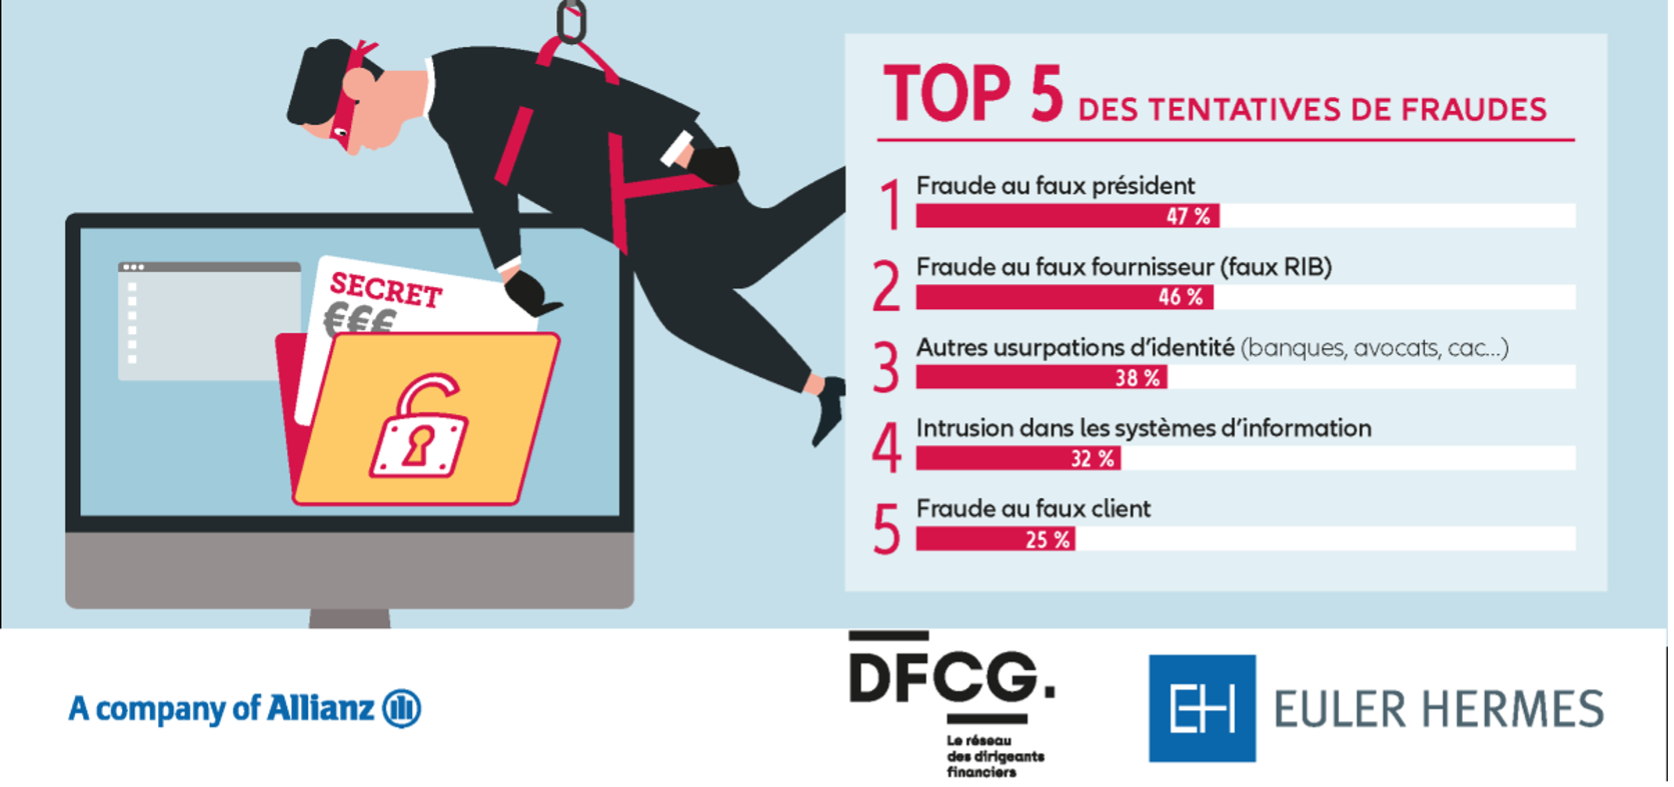 SECRET
€€€
TOP 5 DES TENTATIVES DE FRAUDES
1 Fraude au faux président
47 %
2 Fraude au faux fournisseur (faux RIB)
46 %
3 Autres usurpations d’identité (banques, avocats, cac...)
38 %
4 Intrusion dans les systèmes d’information
32 %
5 Fraude au faux client
25 %
A company of Allianz
DFCG.
Le réseau
des dirigeants
financiers
EH EULER HERMES